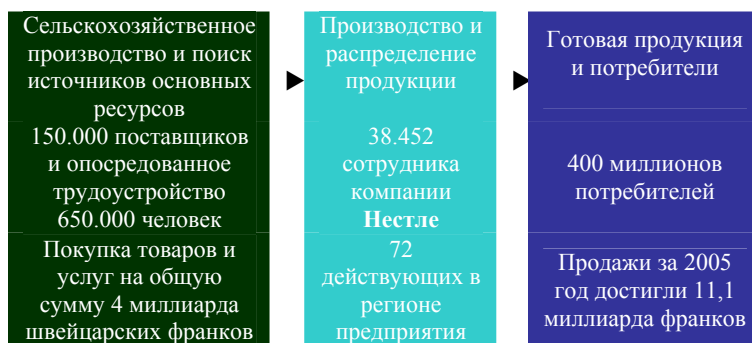 Сельскохозяйственное
производство и поиск
источников основных
ресурсов
150.000 поставщиков
и опосредованное
трудоустройство
650.000 человек
Покупка товаров и
услуг на общую
сумму 4 миллиарда
швейцарских франков
Производство и
распределение
продукции
38.452
сотрудника
компании
Нестле
72
действующих в
регионе
предприятия
Готовая продукция
и потребители
400 миллионов
потребителей
Продажи за 2005
год достигли 11,1
миллиарда франков